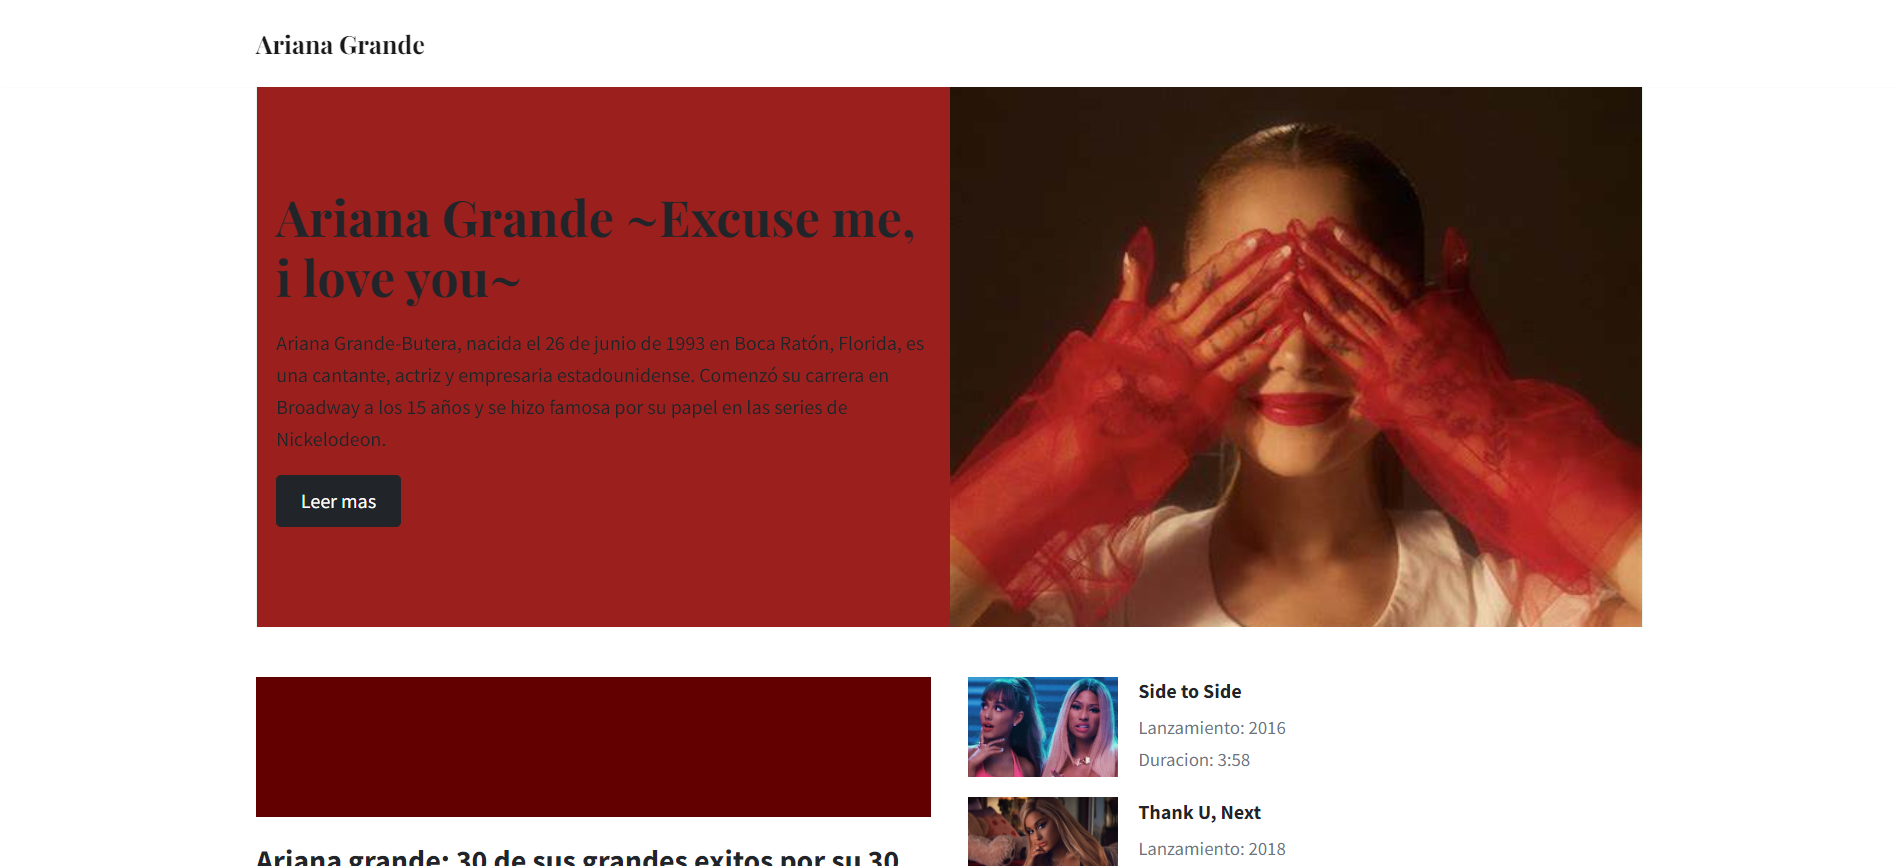 Ariana Grande
Ariana Grande ~Excuse me,
i love you~
Ariana Grande-Butera, nacida el 26 de junio de 1993 en Boca Ratón, Florida, es
una cantante, actriz y empresaria estadounidense. Comenzó su carrera en
Broadway a los 15 años y se hizo famosa por su papel en las series de
Nickelodeon.
Leer mas
Side to Side
Lanzamiento: 2016
Duracion: 3:58
Thank U, Next
Lanzamiento: 2018
Ariana grande: 30 de sus grandes exitos por su 30